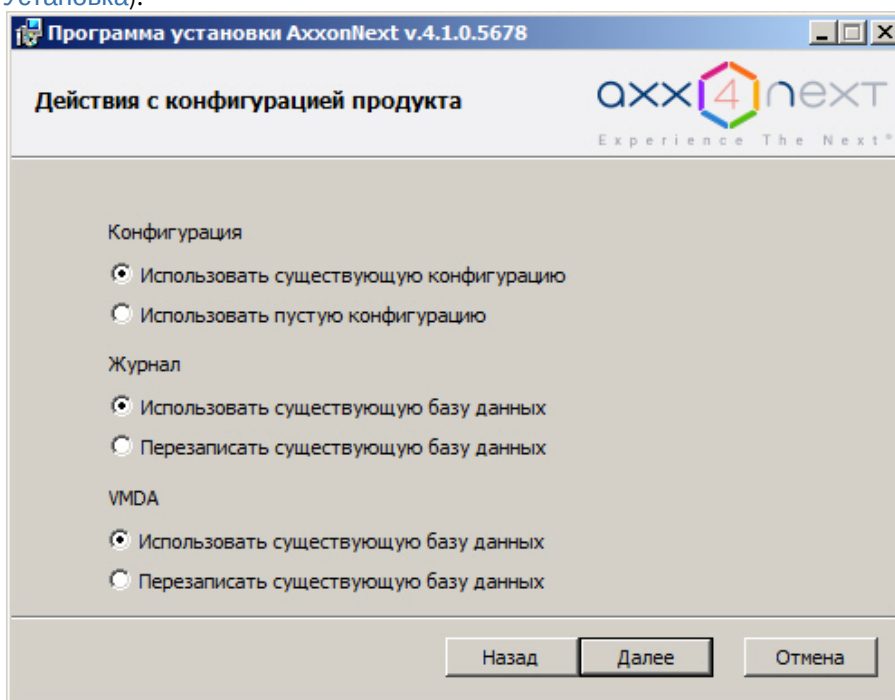 Установка).
Программа установки AxxonNext v.4.1.0.5678
Действия с конфигурацией продукта
axx4next
Experience The Next®
Конфигурация
Использовать существующую конфигурацию
Использовать пустую конфигурацию
Журнал
Использовать существующую базу данных
Перезаписать существующую базу данных
VMDA
Использовать существующую базу данных
Перезаписать существующую базу данных
Назад Далее Отмена